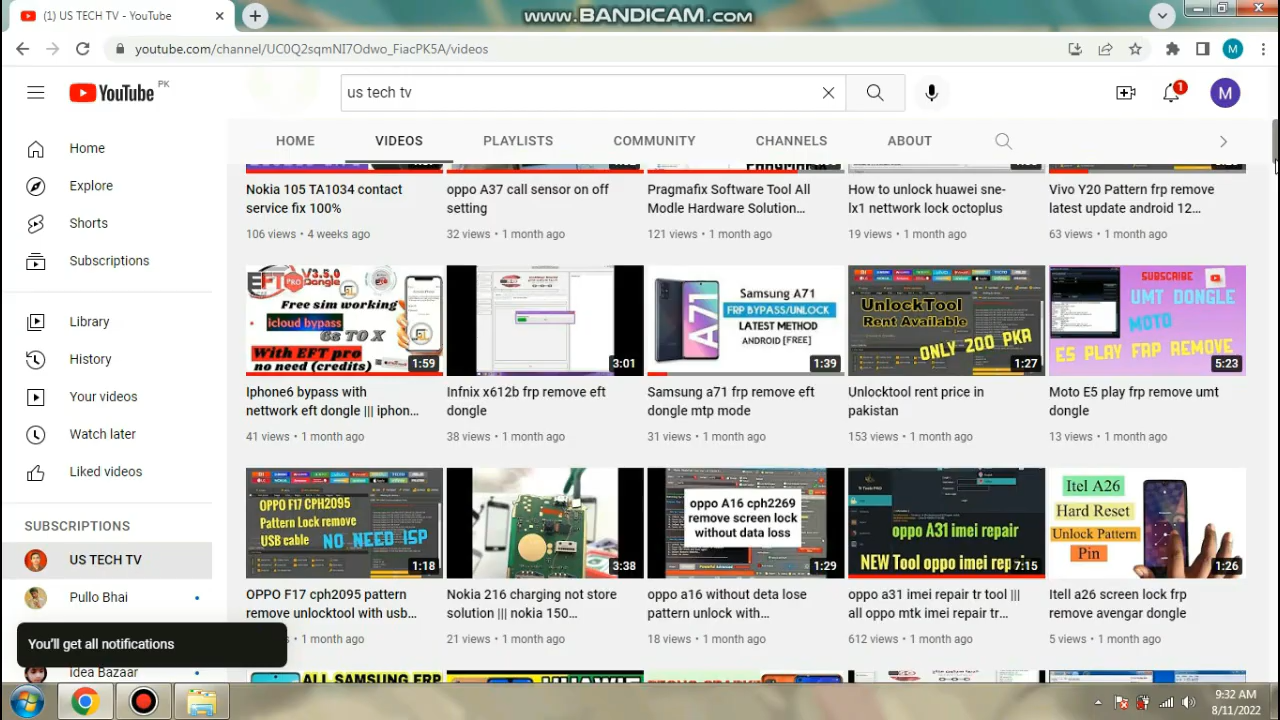 (1) US TECH TV - YouTube
WWW.BANDICAM.COM
youtube.com/channel/UC0Q2sqmNI7Odwo_FiacPK5A/videos
M
YouTube PK
us tech tv
1
M
HOME VIDEOS PLAYLISTS COMMUNITY CHANNELS ABOUT
Home
Explore
Shorts
Subscriptions
Library
History
Your videos
Watch later
Liked videos
SUBSCRIPTIONS
US TECH TV
Pullo Bhai
Idea Bazaar
You'll get all notifications
Nokia 105 TA1034 contact
service fix 100%
106 views • 4 weeks ago
oppo A37 call sensor on off
setting
32 views • 1 month ago
Pragmafix Software Tool All
Modle Hardware Solution...
121 views • 1 month ago
How to unlock huawei sne-
lx1 nettwork lock octoplus
19 views • 1 month ago
Vivo Y20 Pattern frp remove
latest update android 12...
63 views • 1 month ago
EFT PRO Dongle V3.5.0
Free sim working
icloud bypass
6s TO X
With EFT pro
no need (credits)
1:59
Iphone6 bypass with
nettwork eft dongle ||| iphon...
41 views • 1 month ago
3:01
Infnix x612b frp remove eft
dongle
38 views • 1 month ago
Samsung A71
FRP BYPASS/UNLOCK
LATEST METHOD
ANDROID [FREE]
1:39
Samsung a71 frp remove eft
dongle mtp mode
31 views • 1 month ago
UnlockTool
Rent Available
ONLY 200 PKR
1:27
Unlocktool rent price in
pakistan
153 views • 1 month ago
SUBSCRIBE
UMT DONGLE
E5 PLAY FRP REMOVE
5:23
Moto E5 play frp remove umt
dongle
13 views • 1 month ago
OPPO F17 CPH2095
Pattern Lock remove
USB cable NO NEED ISP
1:18
OPPO F17 cph2095 pattern
remove unlocktool with usb...
• 1 month ago
3:38
Nokia 216 charging not store
solution ||| nokia 150...
21 views • 1 month ago
oppo A16 cph2269
remove screen lock
without data loss
1:29
oppo a16 without deta lose
pattern unlock with...
18 views • 1 month ago
oppo A31 imei repair
NEW Tool oppo imei rep
7:15
oppo a31 imei repair tr tool |||
all oppo mtk imei repair tr...
612 views • 1 month ago
Itel A26
Hard Reset
Unlock Pattern
Pin
1:26
Itell a26 screen lock frp
remove avengar dongle
5 views • 1 month ago
ALL SAMSUNG FRP
9:32 AM
8/11/2022